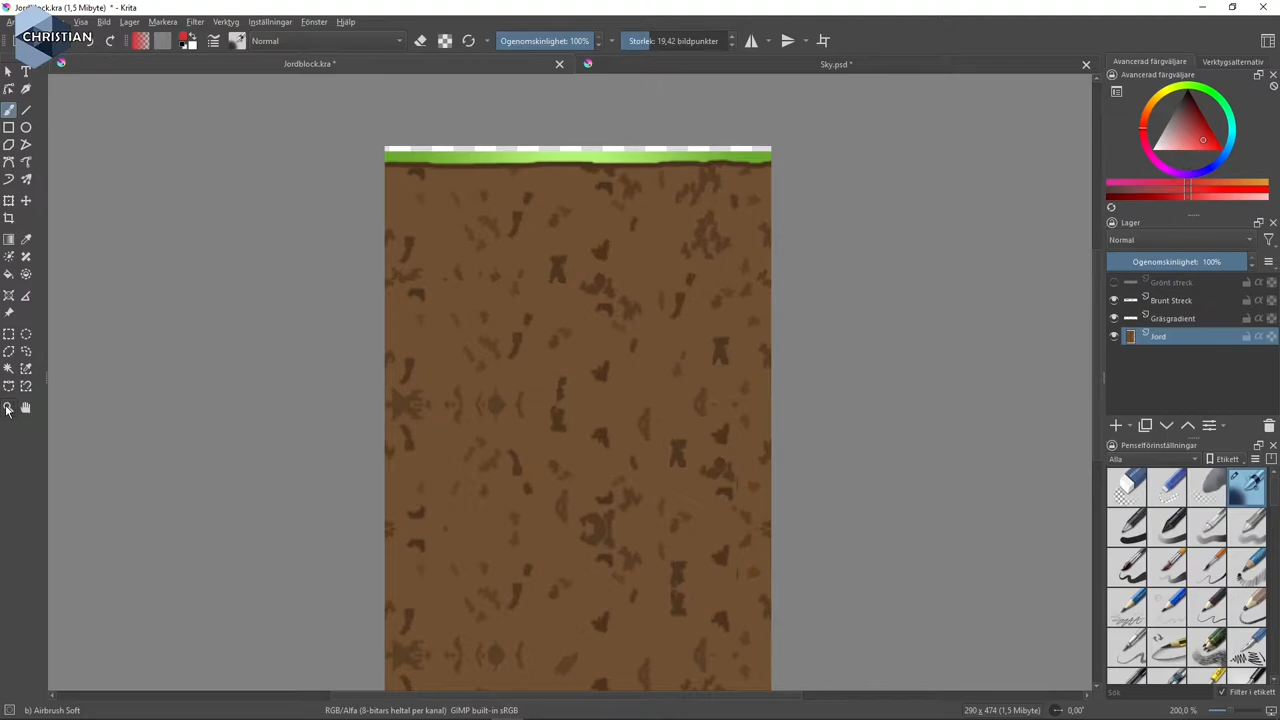 Jordblock.kra (1,5 Mibyte) * - Krita
CHRISTIAN
Visa Bild Lager Markera Filter Verktyg Inställningar Fönster Hjälp
Normal
Ogenomskinlighet: 100%
Storlek: 19,42 bildpunkter
Jordblock.kra *
Sky.psd *
Avancerad färgväljare
Verktygsalternativ
Avancerad färgväljare
Lager
Normal
Ogenomskinlighet: 100%
Grönt streck
Brunt Streck
Gräsgradient
Jord
Penselförinställningar
Alla
Etikett
Sök
Filter i etikett
b) Airbrush Soft
RGB/Alfa (8-bitars heltal per kanal) GIMP built-in sRGB
290 x 474 (1,5 Mibyte)
0,00°
200,0 %